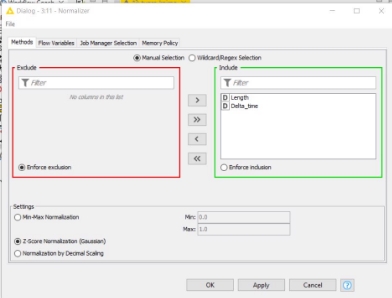 Dialog - 3:11 - Normalizer
File
Methods Flow Variables Job Manager Selection Memory Policy
Manual Selection Wildcard/Regex Selection
Exclude
Include
Filter
Filter
No columns in this list
D Length
D Delta_time
>
>>
<
<<
Enforce exclusion
Enforce inclusion
Settings
Min-Max Normalization
Min: 0.0
Max: 1.0
Z-Score Normalization (Gaussian)
Normalization by Decimal Scaling
OK Apply Cancel ?